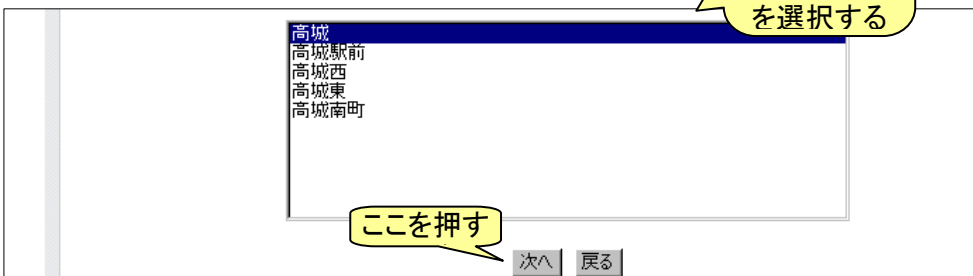 を選択する
高城
高城駅前
高城西
高城東
高城南町
ここを押す
次へ 戻る